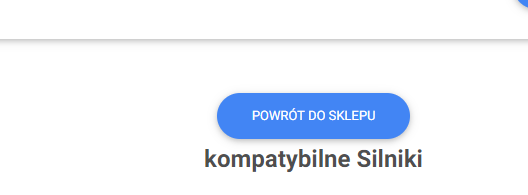 POWRÓT DO SKLEPU
kompatybilne Silniki